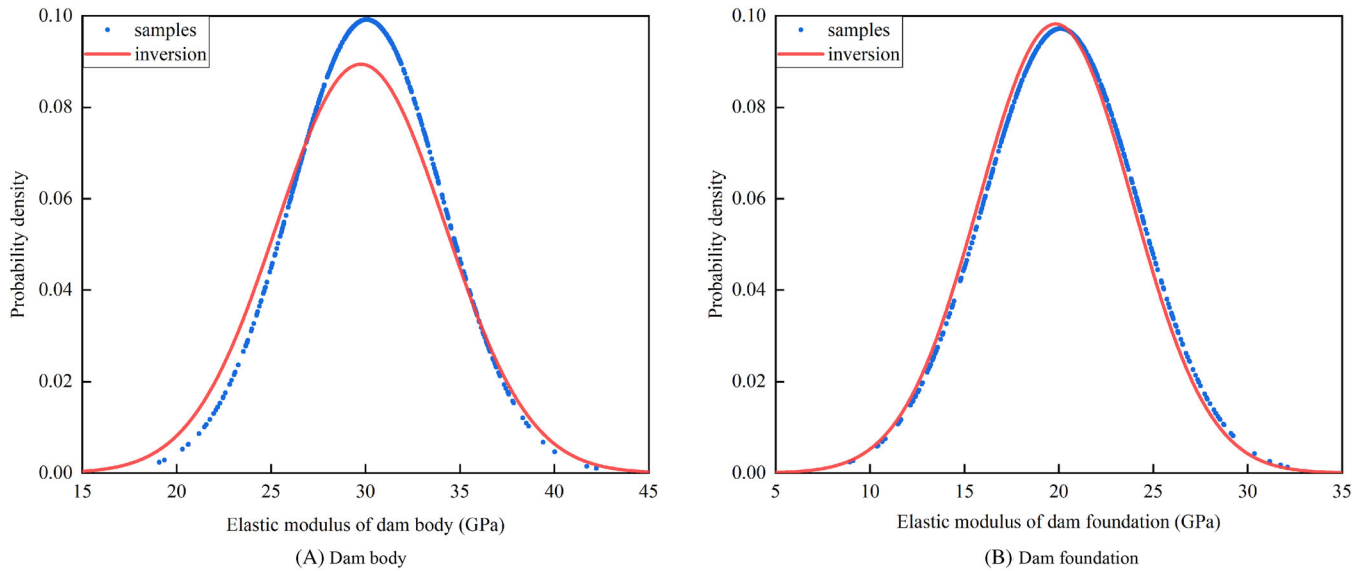 samples
inversion
0.10
0.08
0.06
0.04
0.02
0.00
Probability density
15 20 25 30 35 40 45
Elastic modulus of dam body (GPa)
(A) Dam body
samples
inversion
0.10
0.08
0.06
0.04
0.02
0.00
Probability density
5 10 15 20 25 30 35
Elastic modulus of dam foundation (GPa)
(B) Dam foundation